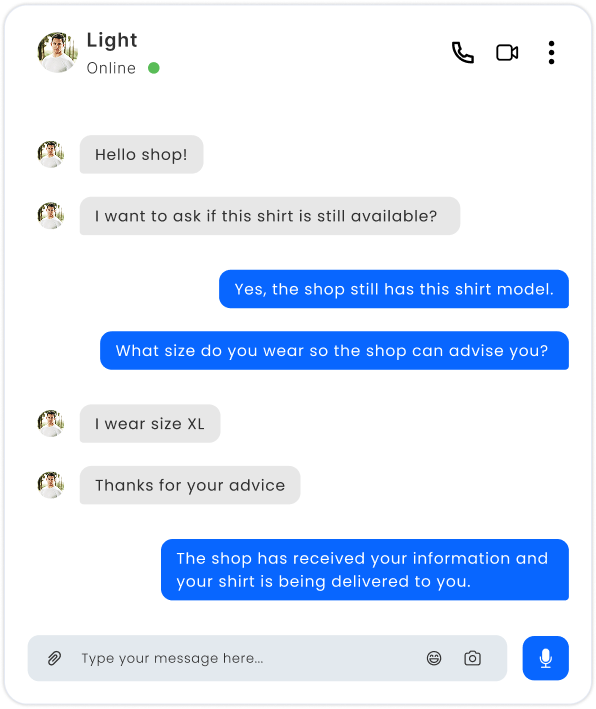 Light
Online
Hello shop!
I want to ask if this shirt is still available?
Yes, the shop still has this shirt model.
What size do you wear so the shop can advise you?
I wear size XL
Thanks for your advice
The shop has received your information and
your shirt is being delivered to you.
Type your message here...